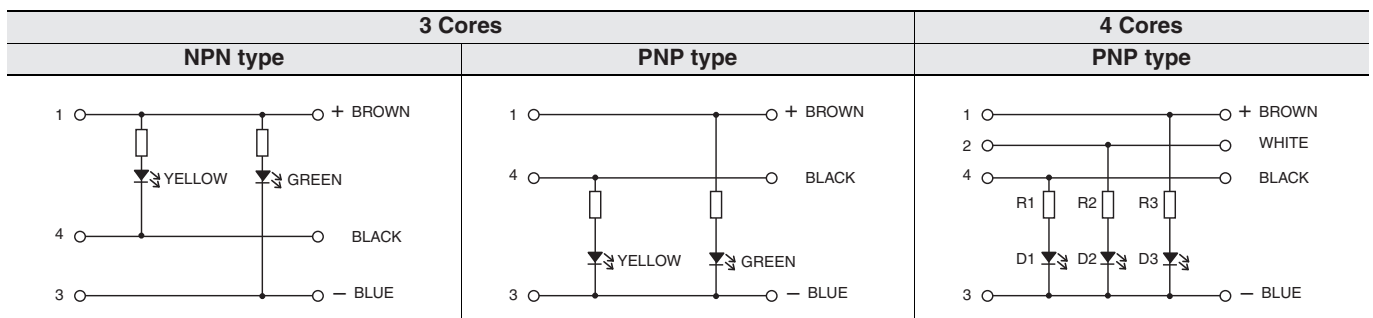 3 Cores 4 Cores
NPN type PNP type PNP type
1 + BROWN
YELLOW GREEN
4 BLACK
3 – BLUE
1 + BROWN
4 BLACK
YELLOW GREEN
3 – BLUE
1 + BROWN
2 WHITE
4 BLACK
R1 R2 R3
D1 D2 D3
3 – BLUE